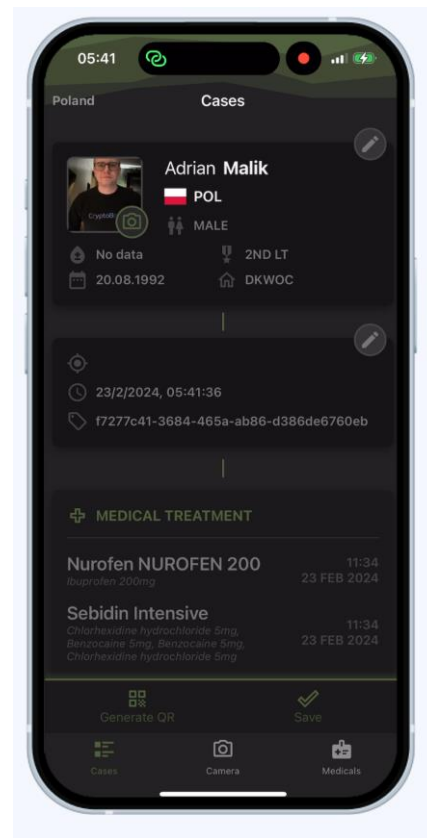 05:41
Poland
Cases
Adrian Malik
POL
MALE
No data
2ND LT
20.08.1992
DKWOC
23/2/2024, 05:41:36
f7277c41-3684-465a-ab86-d386de6760eb
MEDICAL TREATMENT
Nurofen NUROFEN 200
11:34
Ibuprofen 200mg
23 FEB 2024
Sebidin Intensive
11:34
Chlorhexidine hydrochloride 5mg,
23 FEB 2024
Benzocaine 5mg, Benzocaine 5mg,
Chlorhexidine hydrochloride 5mg
Generate QR
Save
Cases
Camera
Medicals